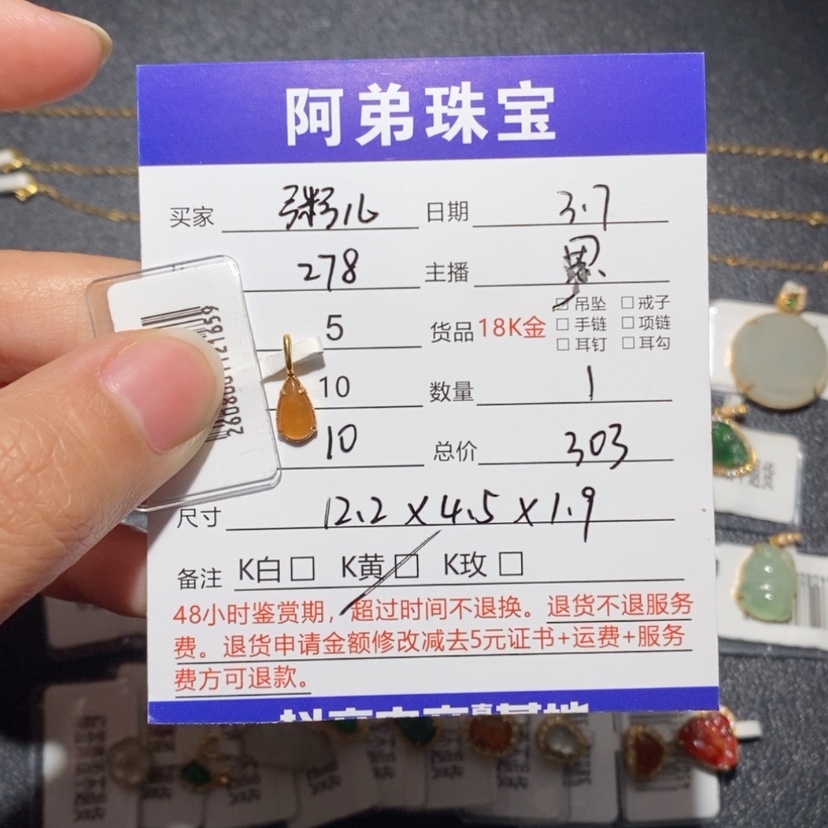 阿弟珠宝
买家 粥儿 日期 3.7
278 主播
5 货品 18K金 □吊坠 □戒子
□手链 □项链
□耳钉 □耳勾
10 数量 1
10 总价 303
尺寸 12.2 x 4.5 x 1.9
备注 K白□ K黄□ K玫□
48小时鉴赏期，超过时间不退换。退货不退服务
费。退货申请金额修改减去5元证书+运费+服务
费方可退款。